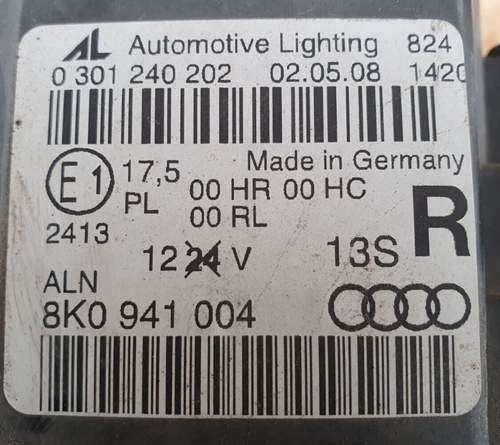 AL Automotive Lighting 824
0 301 240 202 02.05.08 1420
E1 17,5 Made in Germany
PL 00 HR 00 HC
00 RL
R
2413
12 24 V 13S
ALN
8K0 941 004